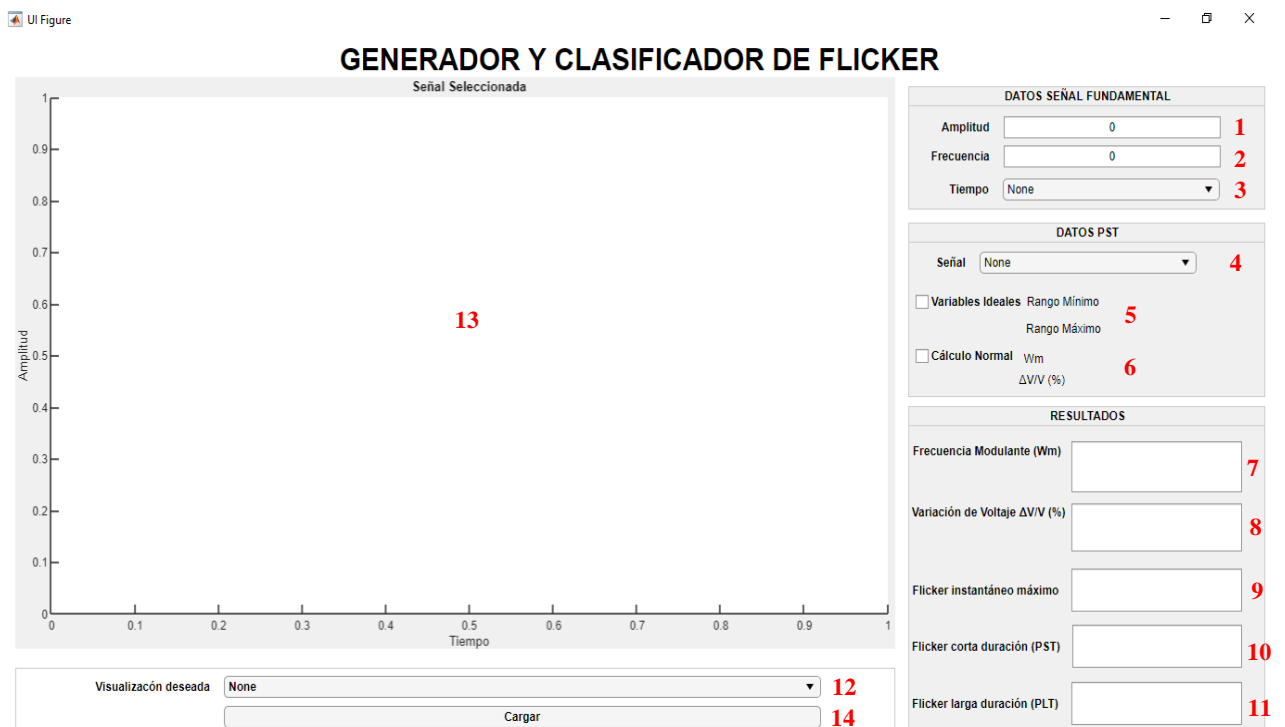 UI Figure
GENERADOR Y CLASIFICADOR DE FLICKER
Señal Seleccionada
1
0.9
0.8
0.7
0.6
0.5
0.4
0.3
0.2
0.1
0
Amplitud
13
0 0.1 0.2 0.3 0.4 0.5 0.6 0.7 0.8 0.9 1
Tiempo
Visualizacón deseada None 12
Cargar 14
DATOS SEÑAL FUNDAMENTAL
Amplitud 0 1
Frecuencia 0 2
Tiempo None 3
DATOS PST
Señal None 4
Variables Ideales Rango Mínimo
5
Rango Máximo
Cálculo Normal Wm
6
ΔV/V (%)
RESULTADOS
Frecuencia Modulante (Wm) 7
Variación de Voltaje ΔV/V (%) 8
Flicker instantáneo máximo 9
Flicker corta duración (PST) 10
Flicker larga duración (PLT) 11